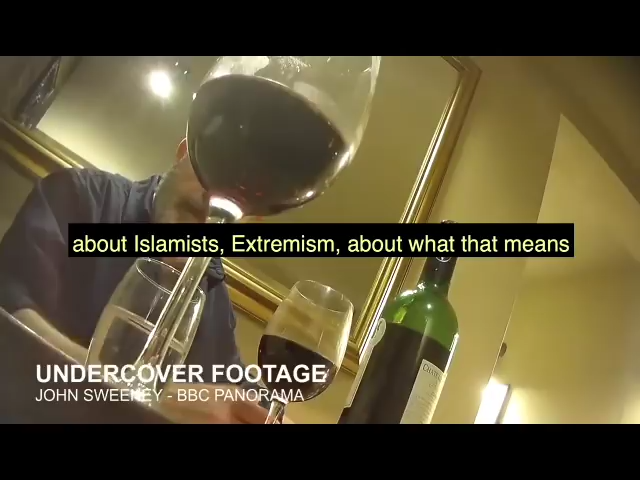 about Islamists, Extremism, about what that means
UNDERCOVER FOOTAGE
JOHN SWEENEY - BBC PANORAMA